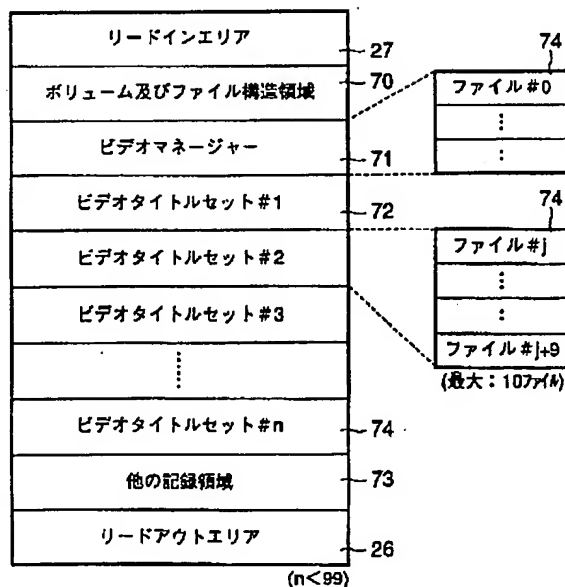 リードインエリア
27
ボリューム及びファイル構造領域
70
ビデオマネージャー
71
ビデオタイトルセット#1
72
ビデオタイトルセット#2
ビデオタイトルセット#3
ビデオタイトルセット#n
74
他の記録領域
73
リードアウトエリア
26
(n<99)
74
ファイル#0
74
ファイル#j
ファイル#j+9
(最大:10ファイル)